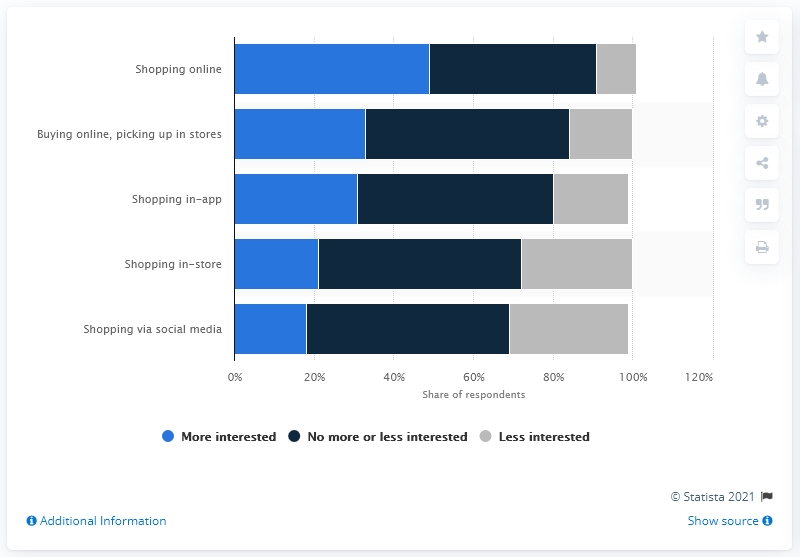 Shopping online
Buying online, picking up in stores
Shopping in-app
Shopping in-store
Shopping via social media
0% 20% 40% 60% 80% 100% 120%
Share of respondents
More interested No more or less interested Less interested
© Statista 2021
Additional Information Show source